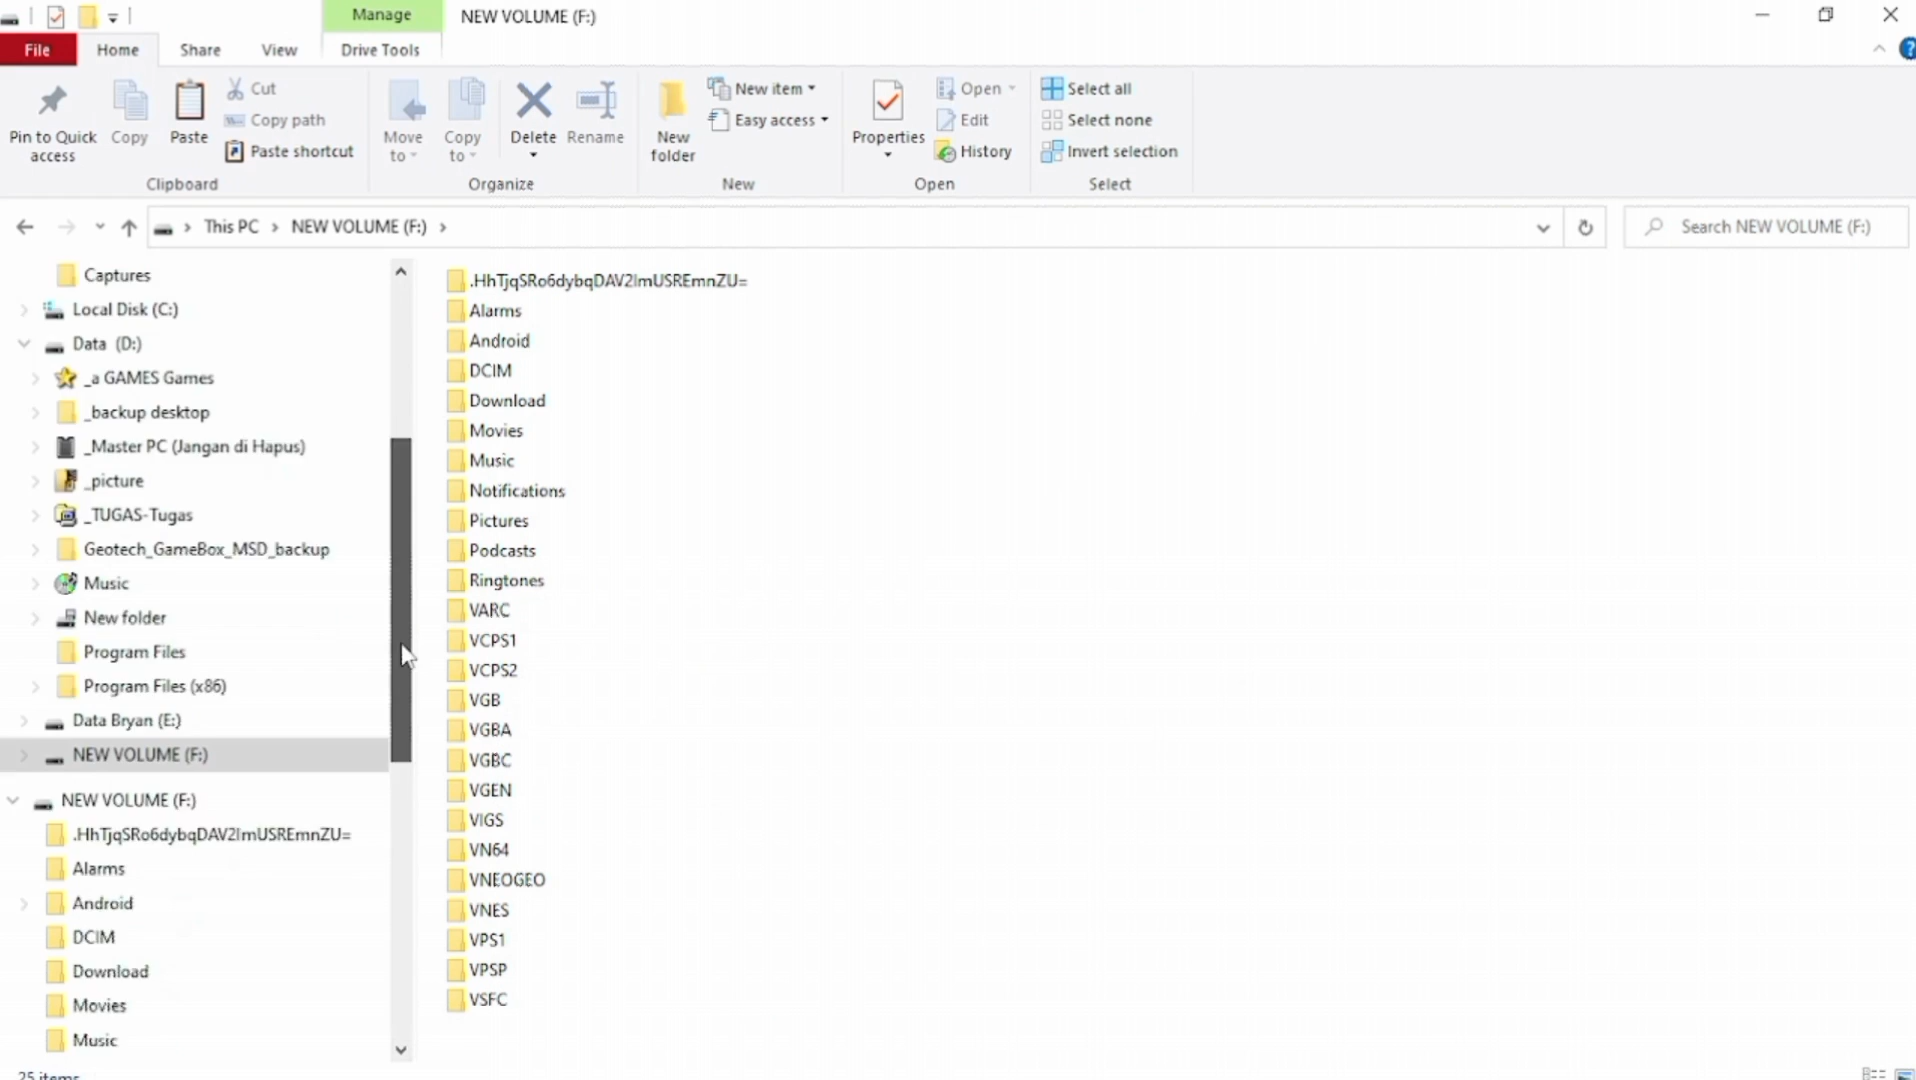 Manage NEW VOLUME (F:)
File Home Share View Drive Tools
Pin to Quick access
Copy
Paste
Cut
Copy path
Paste shortcut
Clipboard
Move to
Copy to
Delete
Rename
Organize
New folder
New item
Easy access
New
Properties
Open
Edit
History
Open
Select all
Select none
Invert selection
Select
This PC > NEW VOLUME (F:) >
Search NEW VOLUME (F:)
Captures
Local Disk (C:)
Data (D:)
_a GAMES Games
_backup desktop
_Master PC (Jangan di Hapus)
_picture
_TUGAS-Tugas
Geotech_GameBox_MSD_backup
Music
New folder
Program Files
Program Files (x86)
Data Bryan (E:)
NEW VOLUME (F:)
NEW VOLUME (F:)
Alarms
Android
DCIM
Download
Movies
Music
Alarms
Android
DCIM
Download
Movies
Music
Notifications
Pictures
Podcasts
Ringtones
VARC
VCPS1
VCPS2
VGB
VGBA
VGBC
VGEN
VIGS
VN64
VNEOGEO
VNES
VPS1
VPSP
VSFC
25 items